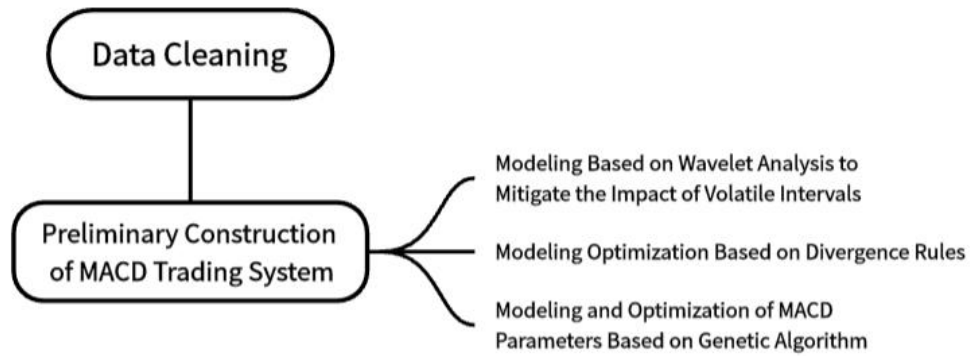 Data Cleaning
Preliminary Construction
of MACD Trading System
Modeling Based on Wavelet Analysis to
Mitigate the Impact of Volatile Intervals
Modeling Optimization Based on Divergence Rules
Modeling and Optimization of MACD
Parameters Based on Genetic Algorithm